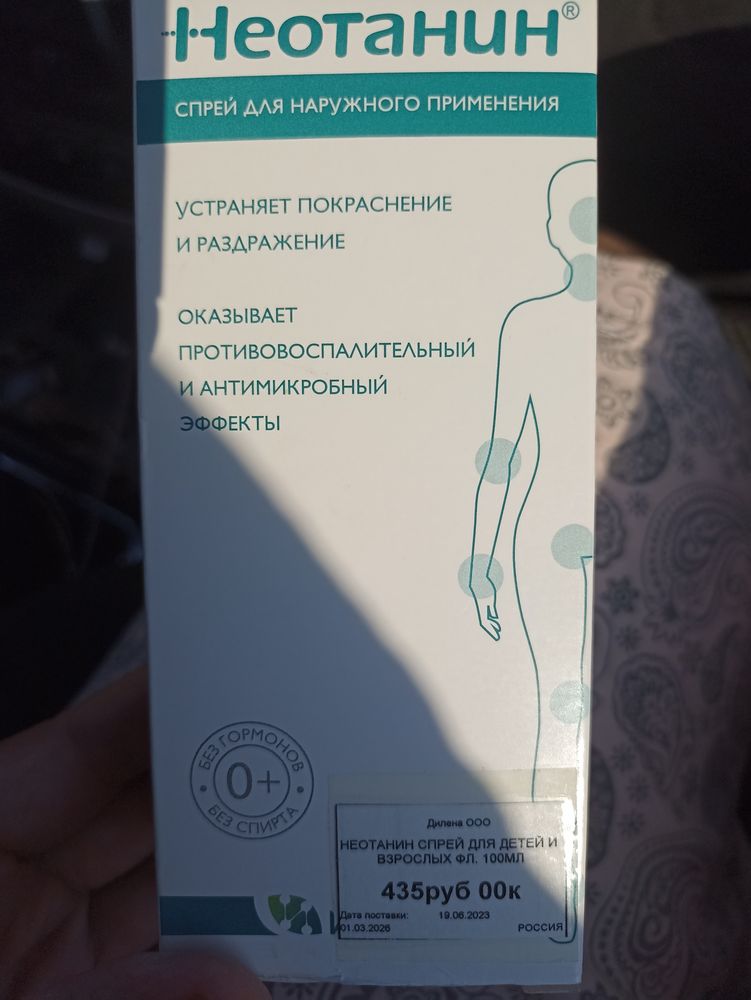 Неотанин®
СПРЕЙ ДЛЯ НАРУЖНОГО ПРИМЕНЕНИЯ
УСТРАНЯЕТ ПОКРАСНЕНИЕ
И РАЗДРАЖЕНИЕ
ОКАЗЫВАЕТ
ПРОТИВОВОСПАЛИТЕЛЬНЫЙ
И АНТИМИКРОБНЫЙ
ЭФФЕКТЫ
БЕЗ ГОРМОНОВ
0+
БЕЗ СПИРТА
Дилена ООО
НЕОТАНИН СПРЕЙ ДЛЯ ДЕТЕЙ И
ВЗРОСЛЫХ ФЛ. 100МЛ
435руб 00к
Дата поставки: 19.06.2023
01.03.2026 РОССИЯ